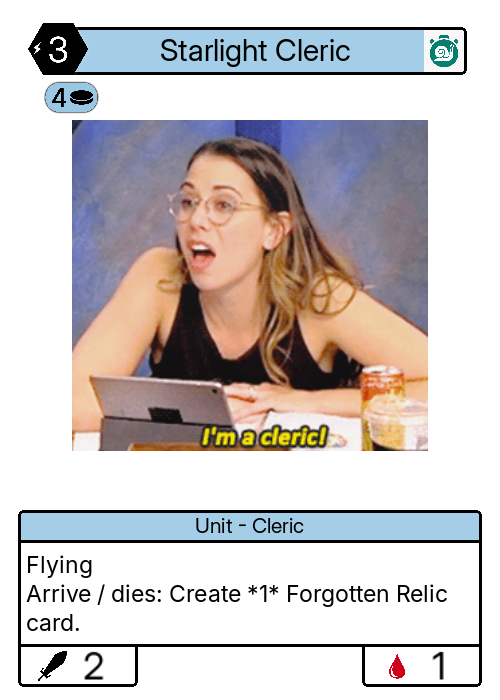 3
Starlight Cleric
4
I'm a cleric!
Unit - Cleric
Flying
Arrive / dies: Create *1* Forgotten Relic
card.
2
1